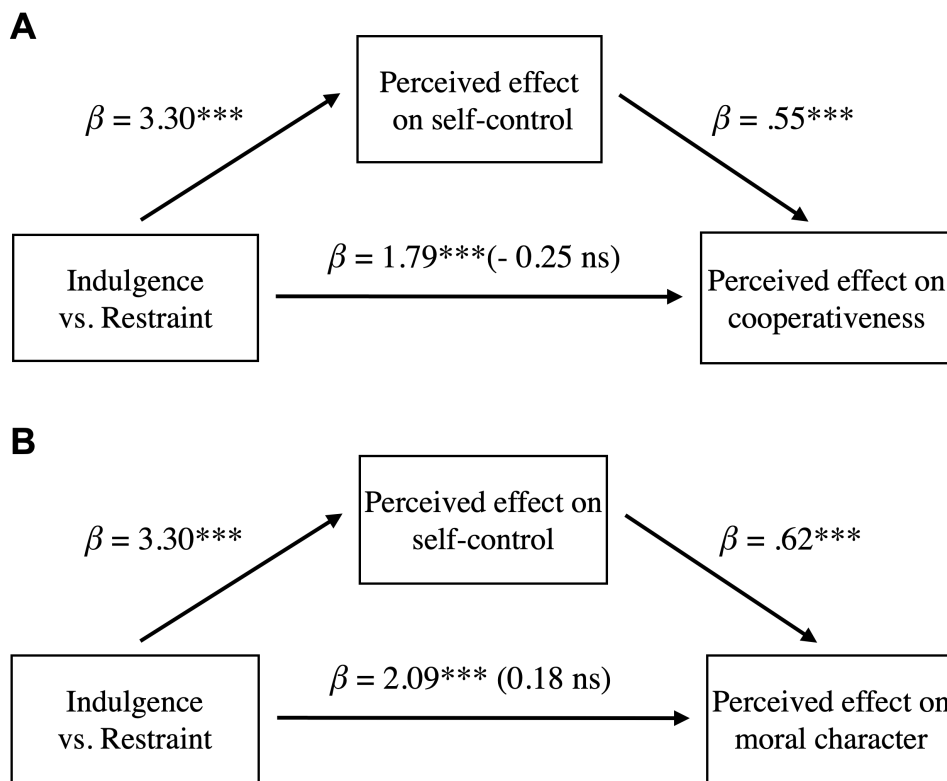 A
Perceived effect
on self-control
β = 3.30***
β = .55***
β = 1.79***(- 0.25 ns)
Indulgence
vs. Restraint
Perceived effect on
cooperativeness
B
Perceived effect on
self-control
β = 3.30***
β = .62***
β = 2.09*** (0.18 ns)
Indulgence
vs. Restraint
Perceived effect on
moral character